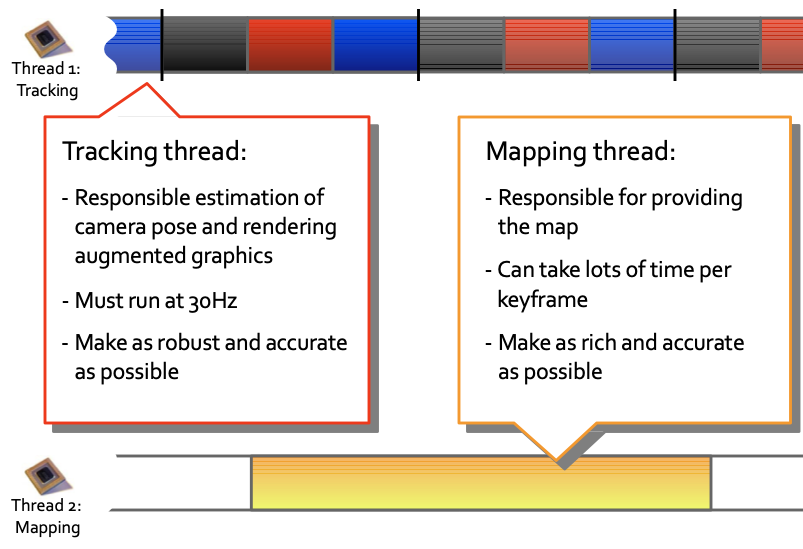 Thread 1:
Tracking
Tracking thread:
- Responsible estimation of
camera pose and rendering
augmented graphics
- Must run at 30Hz
- Make as robust and accurate
as possible
Mapping thread:
- Responsible for providing
the map
- Can take lots of time per
keyframe
- Make as rich and accurate
as possible
Thread 2:
Mapping